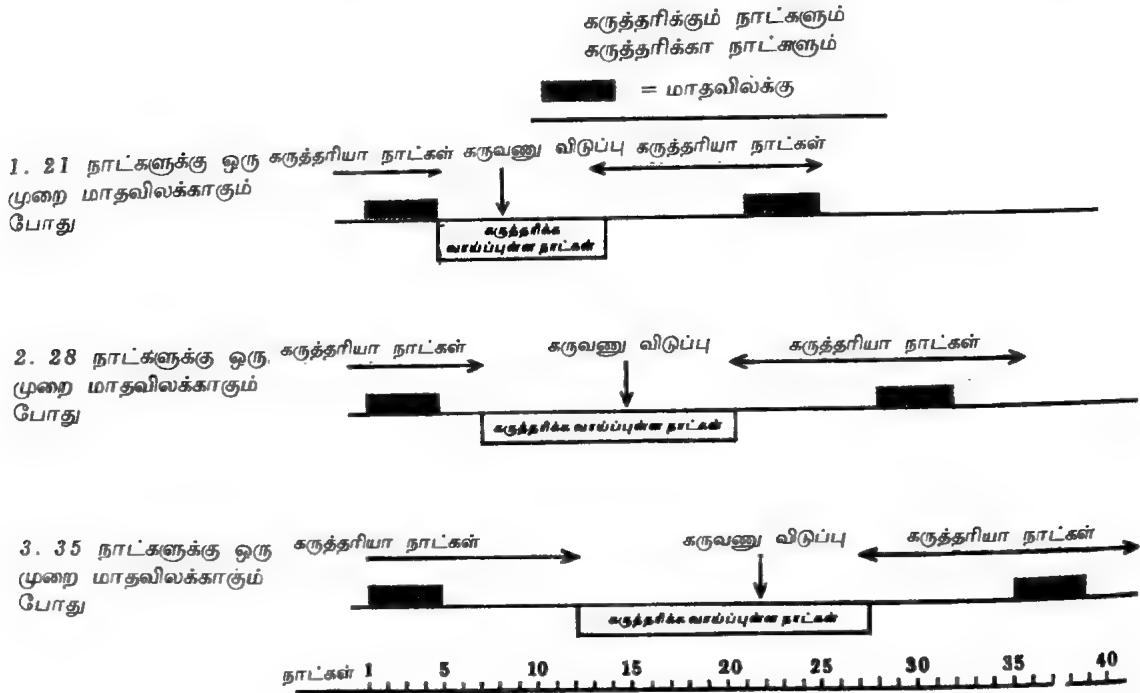 கருத்தரிக்கும் நாட்களும்
கருத்தரிக்கா நாட்களும்
= மாதவிலக்கு
1. 21 நாட்களுக்கு ஒரு
முறை மாதவிலக்காகும்
போது
கருத்தரியா நாட்கள் கருவணு விடுப்பு கருத்தரியா நாட்கள்
கருத்தரிக்க
வாய்ப்புள்ள நாட்கள்
2. 28 நாட்களுக்கு ஒரு
முறை மாதவிலக்காகும்
போது
கருத்தரியா நாட்கள் கருவணு விடுப்பு கருத்தரியா நாட்கள்
கருத்தரிக்க வாய்ப்புள்ள நாட்கள்
3. 35 நாட்களுக்கு ஒரு
முறை மாதவிலக்காகும்
போது
கருத்தரியா நாட்கள் கருவணு விடுப்பு கருத்தரியா நாட்கள்
கருத்தரிக்க வாய்ப்புள்ள நாட்கள்
நாட்கள் 1 5 10 15 20 25 30 35 40